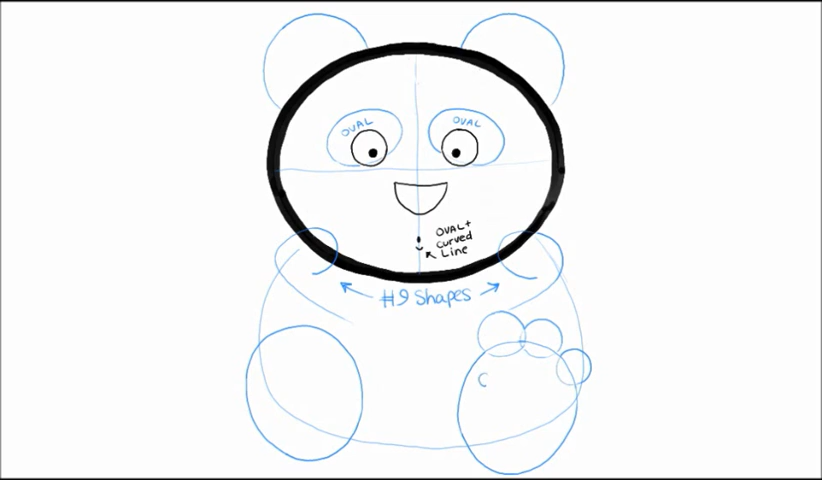 OVAL
OVAL
OVAL +
Curved
Line
#9 Shapes